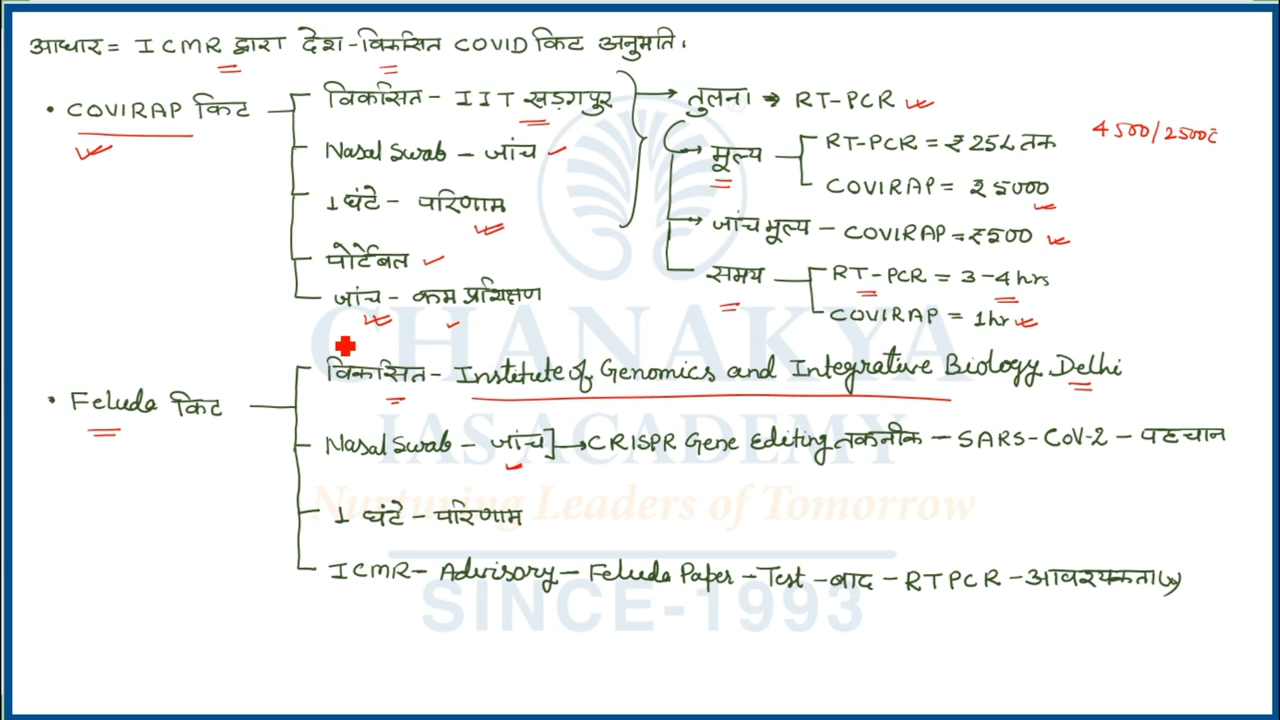 आधार = ICMR द्वारा देश-विकसित COVID किट अनुमति।
• COVIRAP किट
विकसित - IIT खड़गपुर
Nasal Swab - जांच
1 घंटे - परिणाम
पोर्टेबल
जांच - कम प्रशिक्षण
→ तुलना → RT-PCR
→ मूल्य
RT-PCR = ₹25L तक
COVIRAP = ₹5000
4500/2500₹
→ जांच मूल्य - COVIRAP = ₹500
समय
RT-PCR = 3-4 hrs
COVIRAP = 1hr
• Feluda किट
विकसित - Institute of Genomics and Integrative Biology Delhi
Nasal Swab - जांच] → CRISPR Gene Editing तकनीक - SARS-CoV-2 - पहचान
1 घंटे - परिणाम
ICMR - Advisory - Feluda Paper - Test - बाद - RTPCR - आवश्यकता(x)
CHANAKYA
IAS ACADEMY
Nurturing Leaders of Tomorrow
SINCE-1993